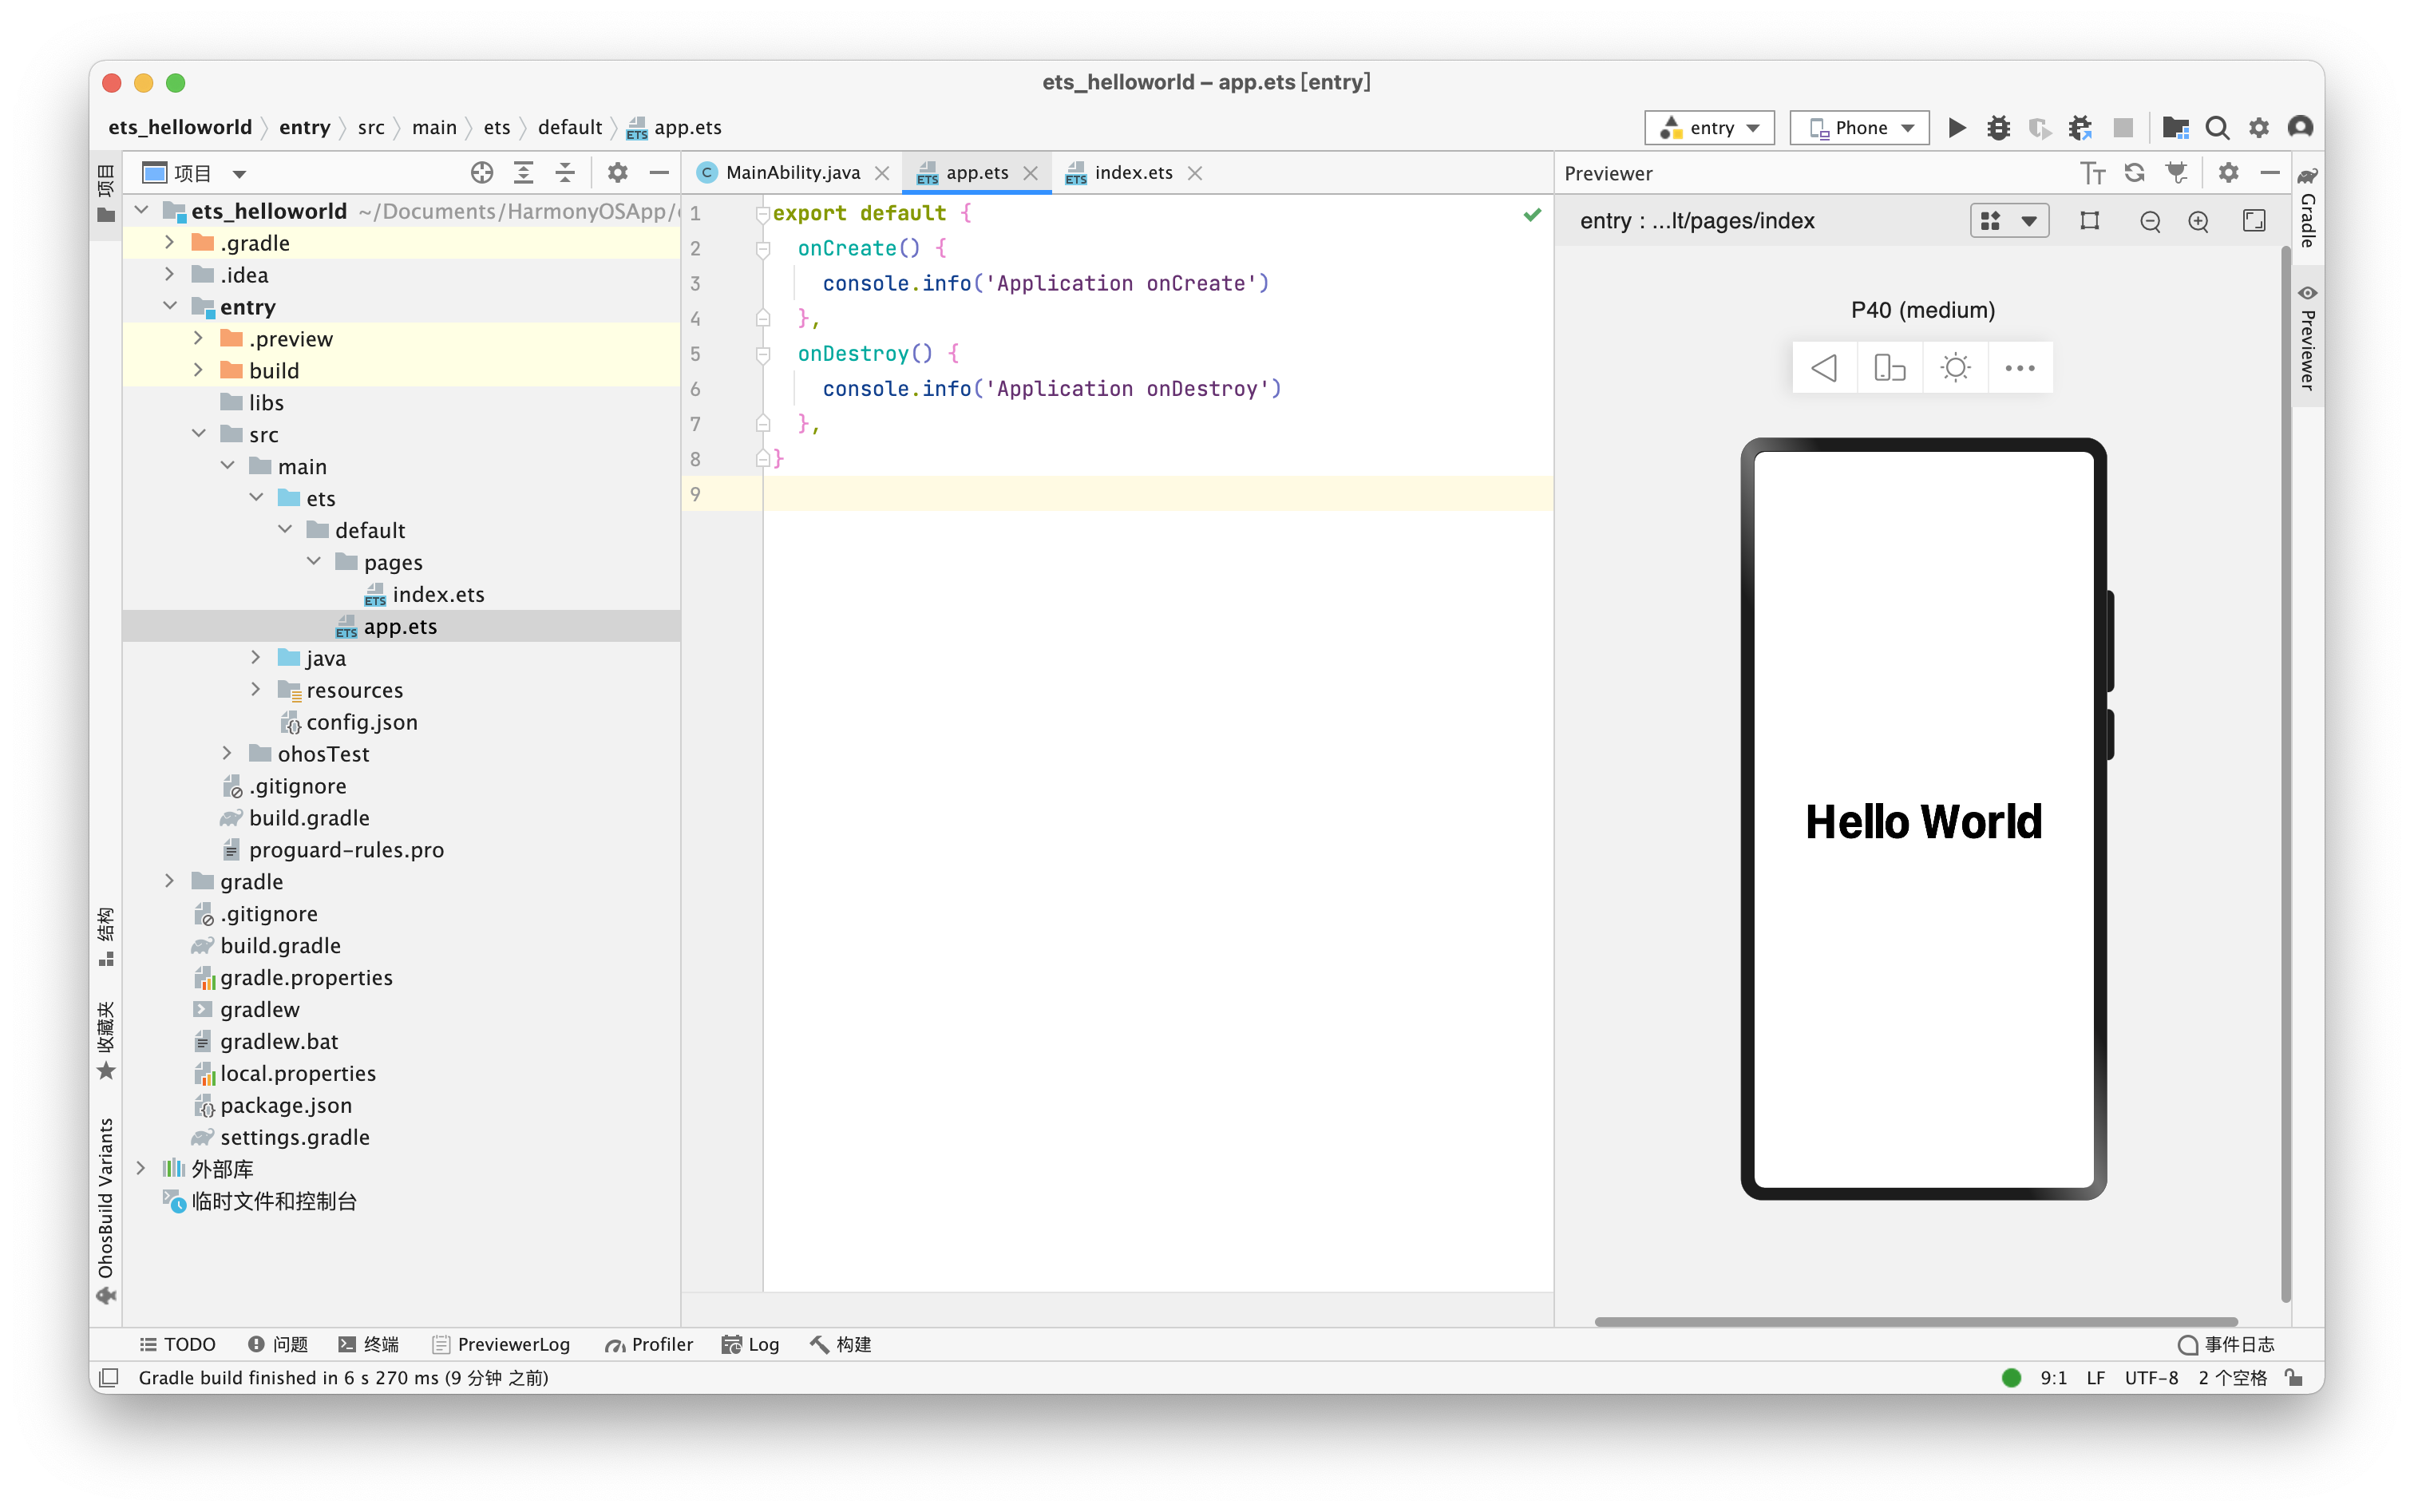 ets_helloworld – app.ets [entry]
ets_helloworld entry src main ets default app.ets
entry Phone
项目
项目
MainAbility.java app.ets index.ets
Previewer
ets_helloworld ~/Documents/HarmonyOSApp/
.gradle
.idea
entry
.preview
build
libs
src
main
ets
default
pages
index.ets
app.ets
java
resources
config.json
ohosTest
.gitignore
build.gradle
proguard-rules.pro
gradle
.gitignore
build.gradle
gradle.properties
gradlew
gradlew.bat
local.properties
package.json
settings.gradle
外部库
临时文件和控制台
结构
收藏夹
OhosBuild Variants
1 export default {
2 onCreate() {
3 console.info('Application onCreate')
4 },
5 onDestroy() {
6 console.info('Application onDestroy')
7 },
8 }
9
entry : ...lt/pages/index
P40 (medium)
Hello World
Gradle
Previewer
TODO 问题 终端 PreviewerLog Profiler Log 构建 事件日志
Gradle build finished in 6 s 270 ms (9 分钟 之前) 9:1 LF UTF-8 2 个空格